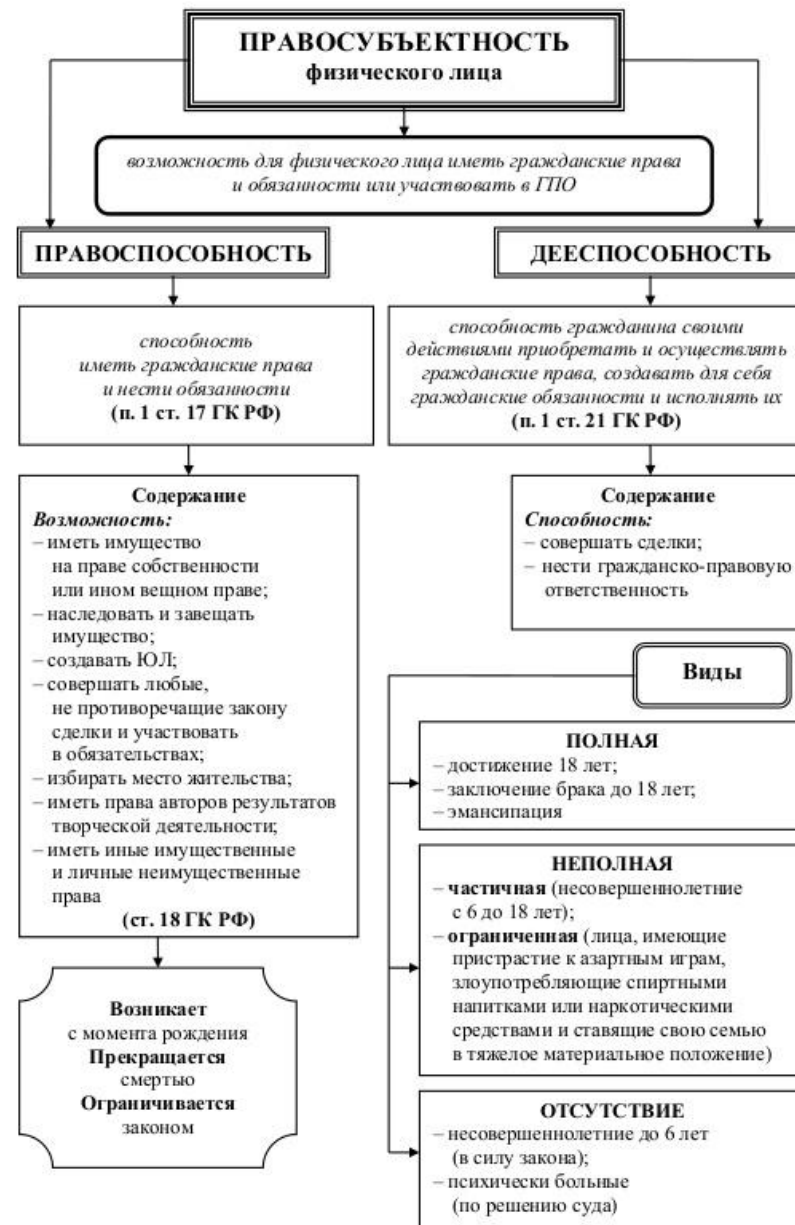 ПРАВОСУБЪЕКТНОСТЬ
физического лица
возможность для физического лица иметь гражданские права
и обязанности или участвовать в ГПО
ПРАВОСПОСОБНОСТЬ
способность
иметь гражданские права
и нести обязанности
(п. 1 ст. 17 ГК РФ)
Содержание
Возможность:
– иметь имущество
на праве собственности
или ином вещном праве;
– наследовать и завещать
имущество;
– создавать ЮЛ;
– совершать любые,
не противоречащие закону
сделки и участвовать
в обязательствах;
– избирать место жительства;
– иметь права авторов результатов
творческой деятельности;
– иметь иные имущественные
и личные неимущественные
права
(ст. 18 ГК РФ)
Возникает
с момента рождения
Прекращается
смертью
Ограничивается
законом
ДЕЕСПОСОБНОСТЬ
способность гражданина своими
действиями приобретать и осуществлять
гражданские права, создавать для себя
гражданские обязанности и исполнять их
(п. 1 ст. 21 ГК РФ)
Содержание
Способность:
– совершать сделки;
– нести гражданско-правовую
ответственность
Виды
ПОЛНАЯ
– достижение 18 лет;
– заключение брака до 18 лет;
– эмансипация
НЕПОЛНАЯ
– частичная (несовершеннолетние
с 6 до 18 лет);
– ограниченная (лица, имеющие
пристрастие к азартным играм,
злоупотребляющие спиртными
напитками или наркотическими
средствами и ставящие свою семью
в тяжелое материальное положение)
ОТСУТСТВИЕ
– несовершеннолетние до 6 лет
(в силу закона);
– психически больные
(по решению суда)